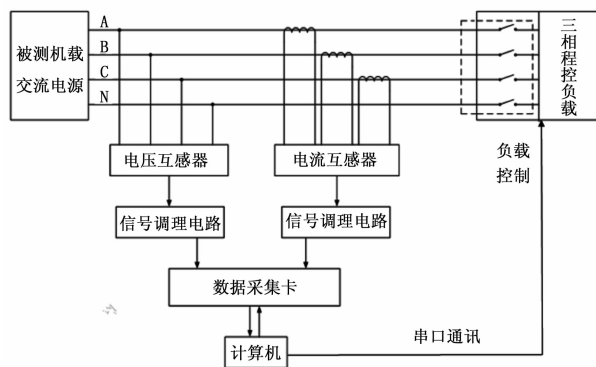 被测机载
交流电源
A
B
C
N
三相程控负载
电压互感器
电流互感器
负载
控制
信号调理电路
信号调理电路
数据采集卡
计算机
串口通讯